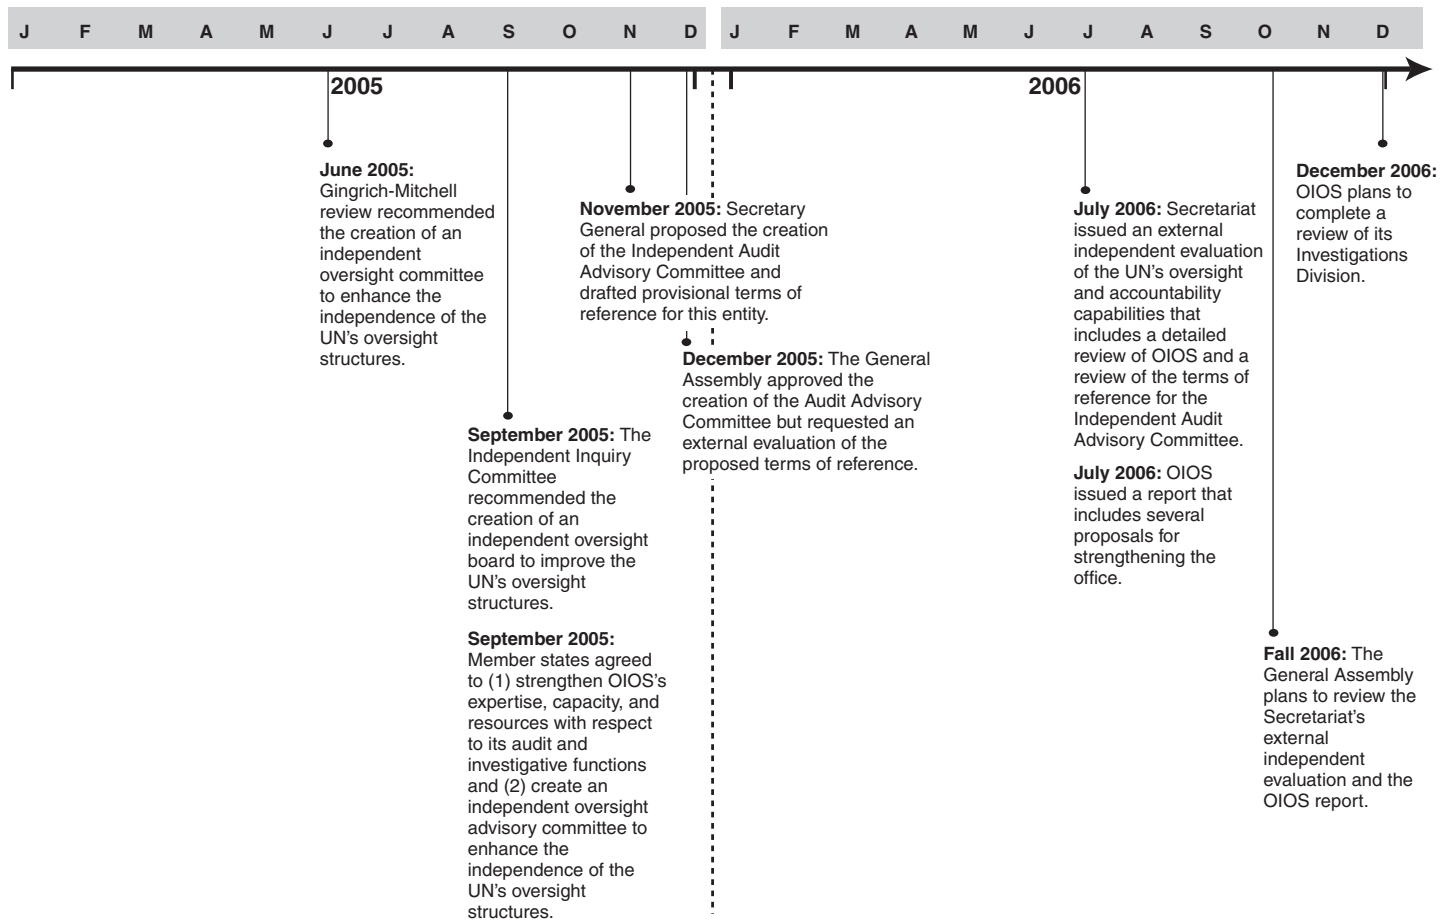 J F M A M J J A S O N D J F M A M J J A S O N D
2005
2006
June 2005:
Gingrich-Mitchell
review recommended
the creation of an
independent
oversight committee
to enhance the
independence of the
UN’s oversight
structures.
September 2005: The
Independent Inquiry
Committee
recommended the
creation of an
independent oversight
board to improve the
UN’s oversight
structures.
September 2005:
Member states agreed
to (1) strengthen OIOS’s
expertise, capacity, and
resources with respect
to its audit and
investigative functions
and (2) create an
independent oversight
advisory committee to
enhance the
independence of the
UN’s oversight
structures.
November 2005: Secretary
General proposed the creation
of the Independent Audit
Advisory Committee and
drafted provisional terms of
reference for this entity.
December 2005: The General
Assembly approved the
creation of the Audit Advisory
Committee but requested an
external evaluation of the
proposed terms of reference.
July 2006: Secretariat
issued an external
independent evaluation
of the UN’s oversight
and accountability
capabilities that
includes a detailed
review of OIOS and a
review of the terms of
reference for the
Independent Audit
Advisory Committee.
July 2006: OIOS
issued a report that
includes several
proposals for
strengthening the
office.
Fall 2006: The
General Assembly
plans to review the
Secretariat’s
external
independent
evaluation and the
OIOS report.
December 2006:
OIOS plans to
complete a
review of its
Investigations
Division.